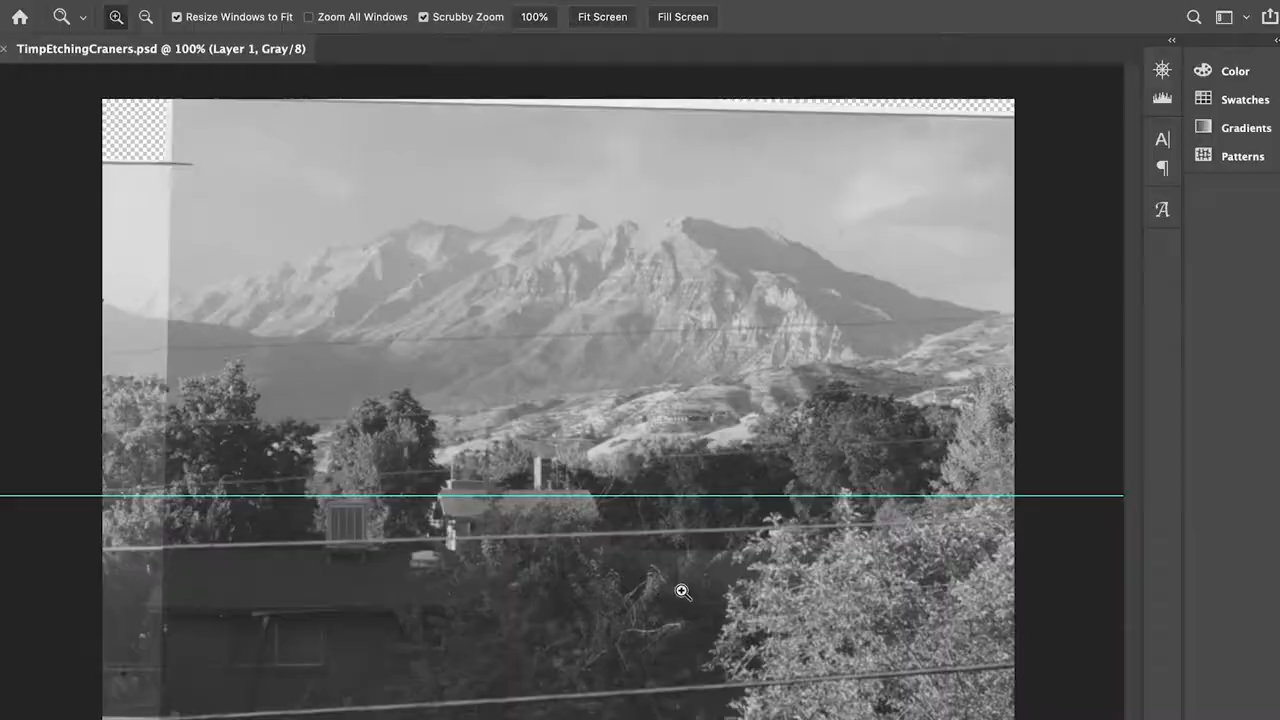 Resize Windows to Fit Zoom All Windows Scrubby Zoom 100% Fit Screen Fill Screen
× TimpEtchingCraners.psd @ 100% (Layer 1, Gray/8)
Color
Swatches
Gradients
Patterns